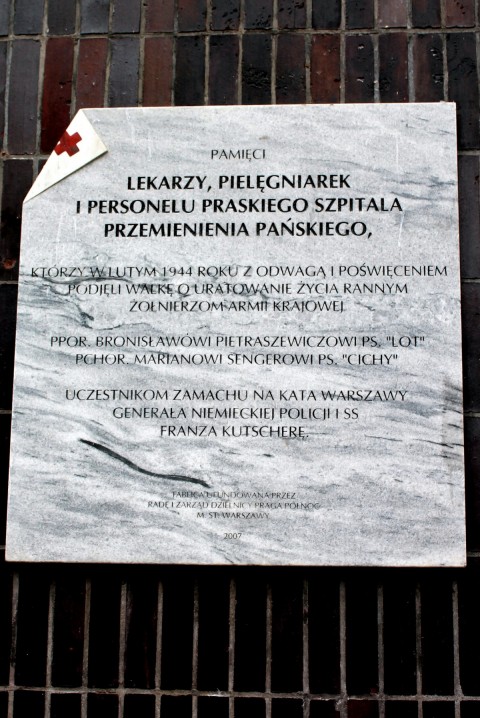 PAMIĘCI
LEKARZY, PIELĘGNIAREK
I PERSONELU PRASKIEGO SZPITALA
PRZEMIENIENIA PAŃSKIEGO,
KTÓRZY W LUTYM 1944 ROKU Z ODWAGĄ I POŚWIĘCENIEM
PODJĘLI WALKĘ O URATOWANIE ŻYCIA RANNYM
ŻOŁNIERZOM ARMII KRAJOWEJ
PPOR. BRONISŁAWÓWI PIETRASZEWICZOWI PS. "LOT"
PCHOR. MARIANOWI SENGEROWI PS. "CICHY"
UCZESTNIKOM ZAMACHU NA KATA WARSZAWY
GENERAŁA NIEMIECKIEJ POLICJI I SS
FRANZA KUTSCHERĘ.
TABLICA UFUNDOWANA PRZEZ
RADĘ I ZARZĄD DZIELNICY PRAGA PÓŁNOC
M. ST. WARSZAWY
2007